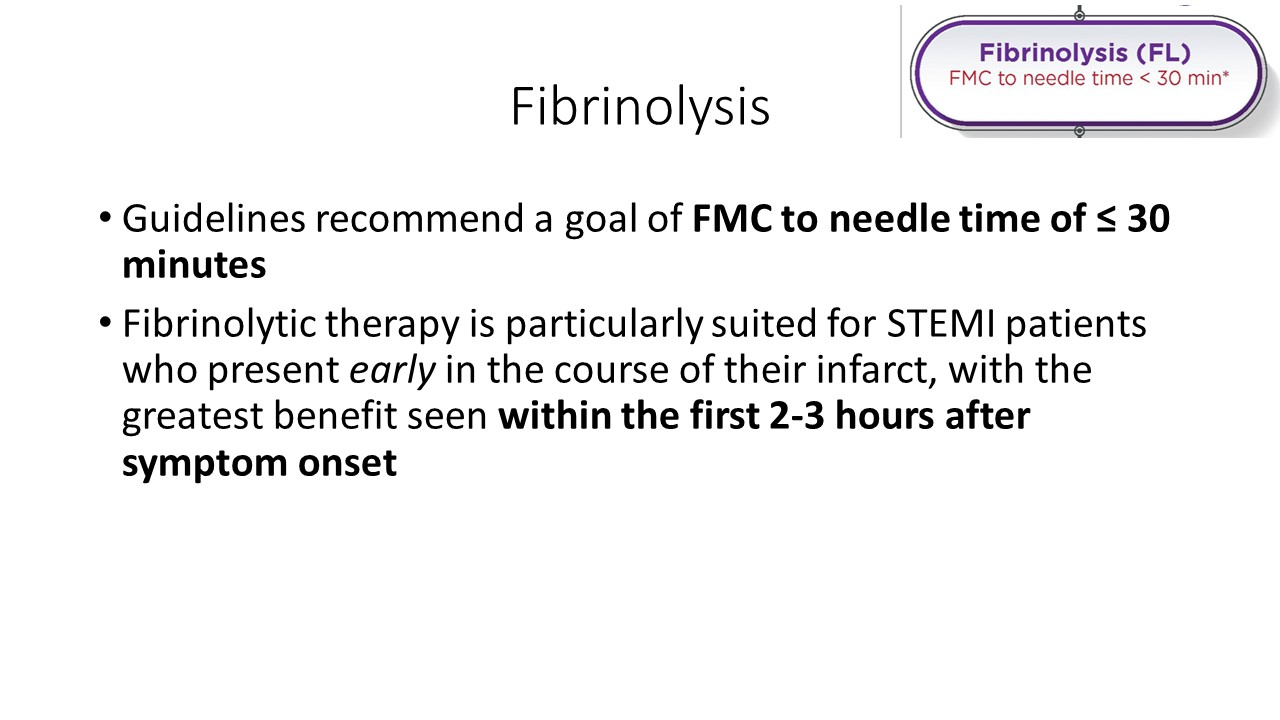 Fibrinolysis (FL)
FMC to needle time < 30 min*
Fibrinolysis
• Guidelines recommend a goal of FMC to needle time of ≤ 30
minutes
• Fibrinolytic therapy is particularly suited for STEMI patients
who present early in the course of their infarct, with the
greatest benefit seen within the first 2-3 hours after
symptom onset